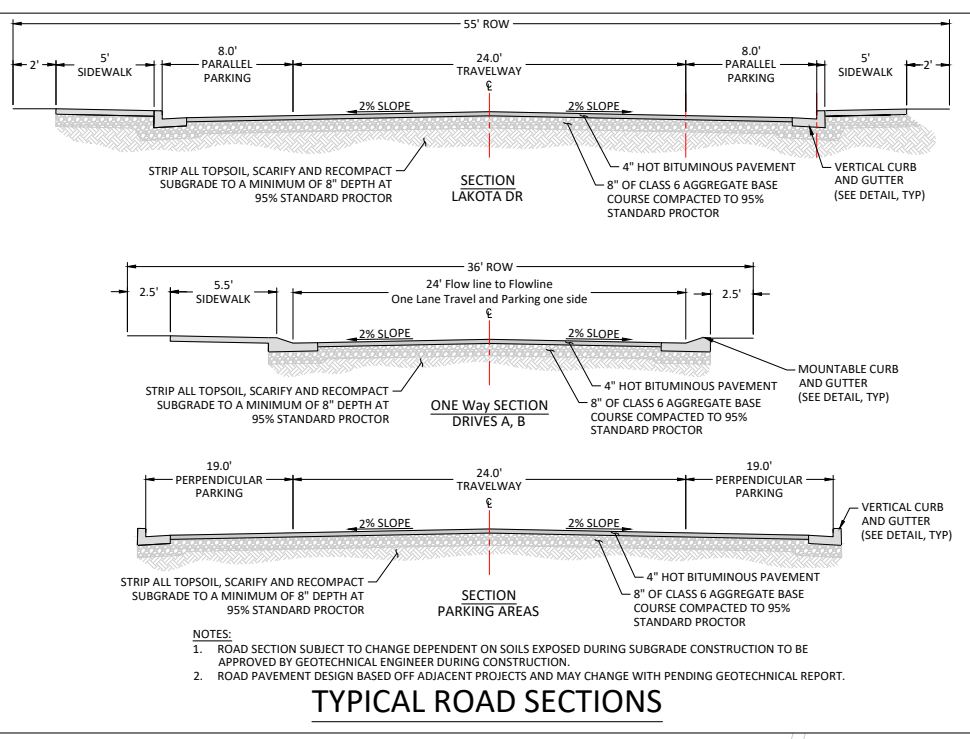 55' ROW
2'
5'
SIDEWALK
8.0'
PARALLEL
PARKING
24.0'
TRAVELWAY
℄
8.0'
PARALLEL
PARKING
5'
SIDEWALK
2'
2% SLOPE
2% SLOPE
STRIP ALL TOPSOIL, SCARIFY AND RECOMPACT
SUBGRADE TO A MINIMUM OF 8" DEPTH AT
95% STANDARD PROCTOR
SECTION
LAKOTA DR
4" HOT BITUMINOUS PAVEMENT
8" OF CLASS 6 AGGREGATE BASE
COURSE COMPACTED TO 95%
STANDARD PROCTOR
VERTICAL CURB
AND GUTTER
(SEE DETAIL, TYP)
36' ROW
2.5'
5.5'
SIDEWALK
24' Flow line to Flowline
One Lane Travel and Parking one side
℄
2.5'
2% SLOPE
2% SLOPE
STRIP ALL TOPSOIL, SCARIFY AND RECOMPACT
SUBGRADE TO A MINIMUM OF 8" DEPTH AT
95% STANDARD PROCTOR
ONE Way SECTION
DRIVES A, B
4" HOT BITUMINOUS PAVEMENT
8" OF CLASS 6 AGGREGATE BASE
COURSE COMPACTED TO 95%
STANDARD PROCTOR
MOUNTABLE CURB
AND GUTTER
(SEE DETAIL, TYP)
19.0'
PERPENDICULAR
PARKING
24.0'
TRAVELWAY
℄
19.0'
PERPENDICULAR
PARKING
2% SLOPE
2% SLOPE
VERTICAL CURB
AND GUTTER
(SEE DETAIL, TYP)
STRIP ALL TOPSOIL, SCARIFY AND RECOMPACT
SUBGRADE TO A MINIMUM OF 8" DEPTH AT
95% STANDARD PROCTOR
SECTION
PARKING AREAS
4" HOT BITUMINOUS PAVEMENT
8" OF CLASS 6 AGGREGATE BASE
COURSE COMPACTED TO 95%
STANDARD PROCTOR
NOTES:
1. ROAD SECTION SUBJECT TO CHANGE DEPENDENT ON SOILS EXPOSED DURING SUBGRADE CONSTRUCTION TO BE
APPROVED BY GEOTECHNICAL ENGINEER DURING CONSTRUCTION.
2. ROAD PAVEMENT DESIGN BASED OFF ADJACENT PROJECTS AND MAY CHANGE WITH PENDING GEOTECHNICAL REPORT.
TYPICAL ROAD SECTIONS